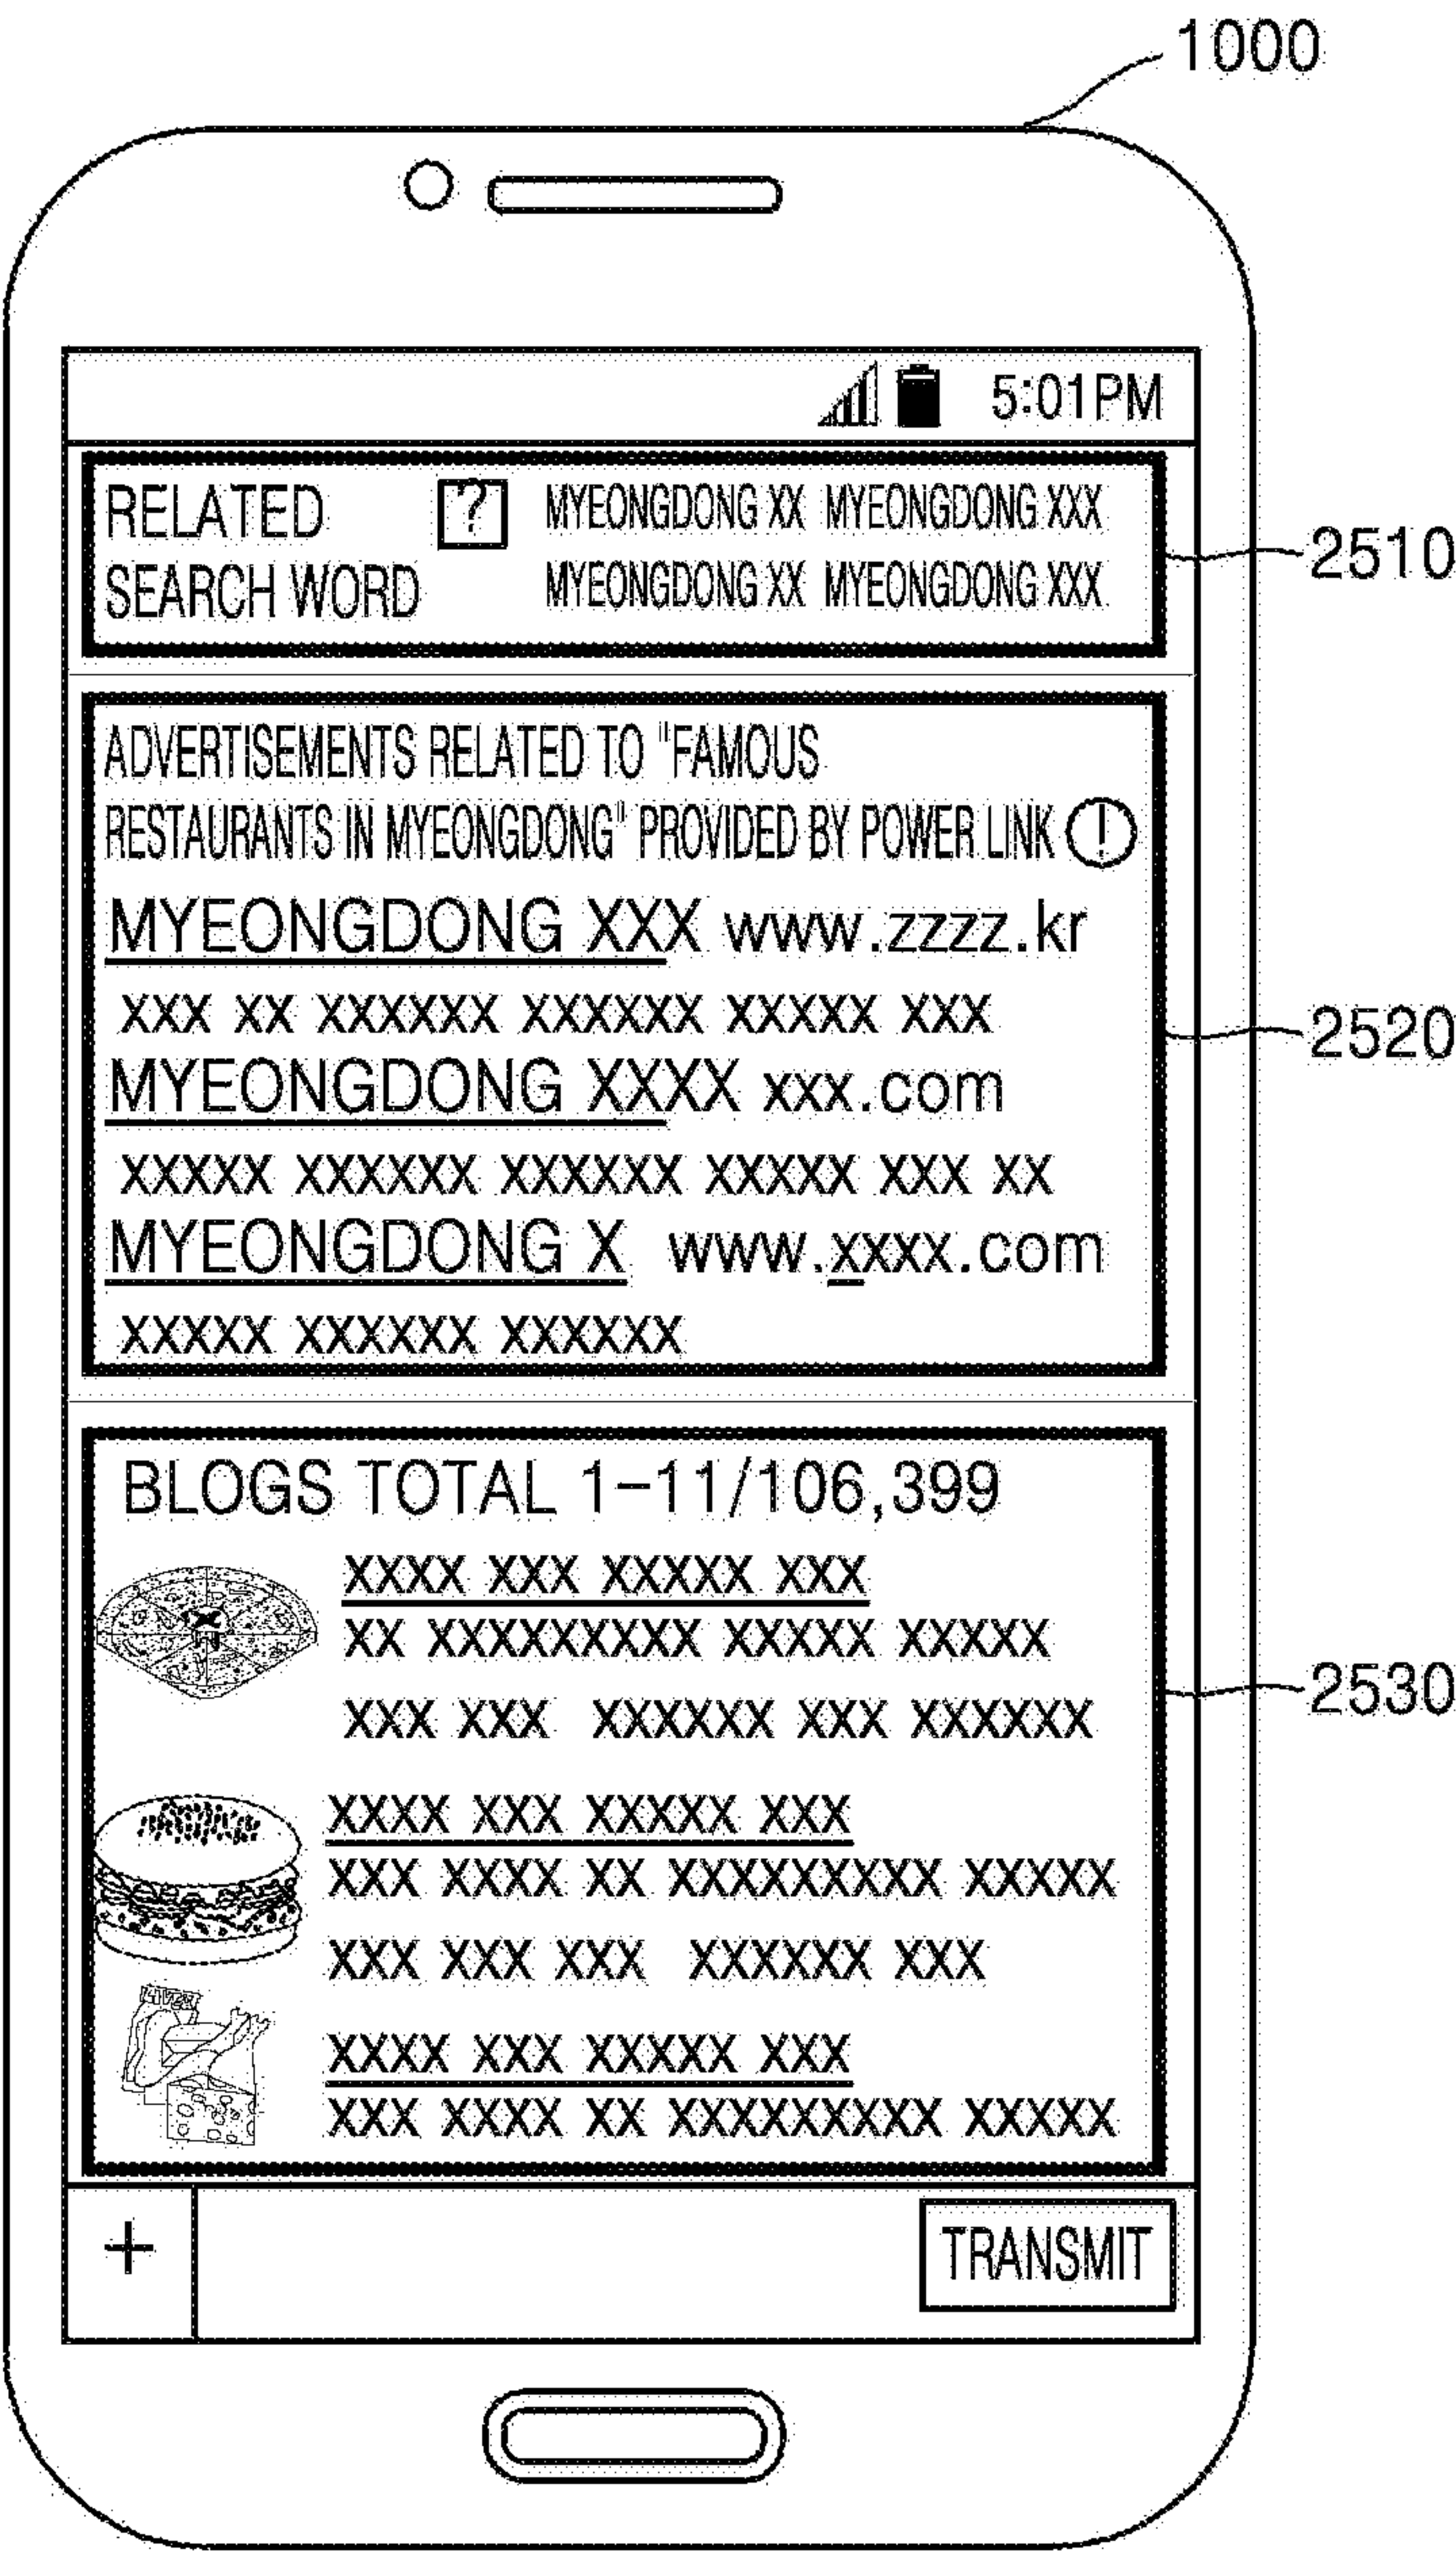 1000
5:01PM
RELATED ? MYEONGDONG XX MYEONGDONG XXX
SEARCH WORD MYEONGDONG XX MYEONGDONG XXX
2510
ADVERTISEMENTS RELATED TO "FAMOUS
RESTAURANTS IN MYEONGDONG" PROVIDED BY POWER LINK !
MYEONGDONG XXX www.zzzz.kr
XXX XX XXXXXX XXXXXX XXXXX XXX
2520
MYEONGDONG XXXX xxx.com
XXXXX XXXXXX XXXXXX XXXXX XXX XX
MYEONGDONG X www.xxxx.com
XXXXX XXXXXX XXXXXX
BLOGS TOTAL 1-11/106,399
XXXX XXX XXXXX XXX
XX XXXXXXXXX XXXXX XXXXX
2530
XXX XXX XXXXXX XXX XXXXXX
XXXX XXX XXXXX XXX
XXX XXXX XX XXXXXXXXX XXXXX
XXX XXX XXX XXXXXX XXX
XXXX XXX XXXXX XXX
XXX XXXX XX XXXXXXXXX XXXXX
+ TRANSMIT